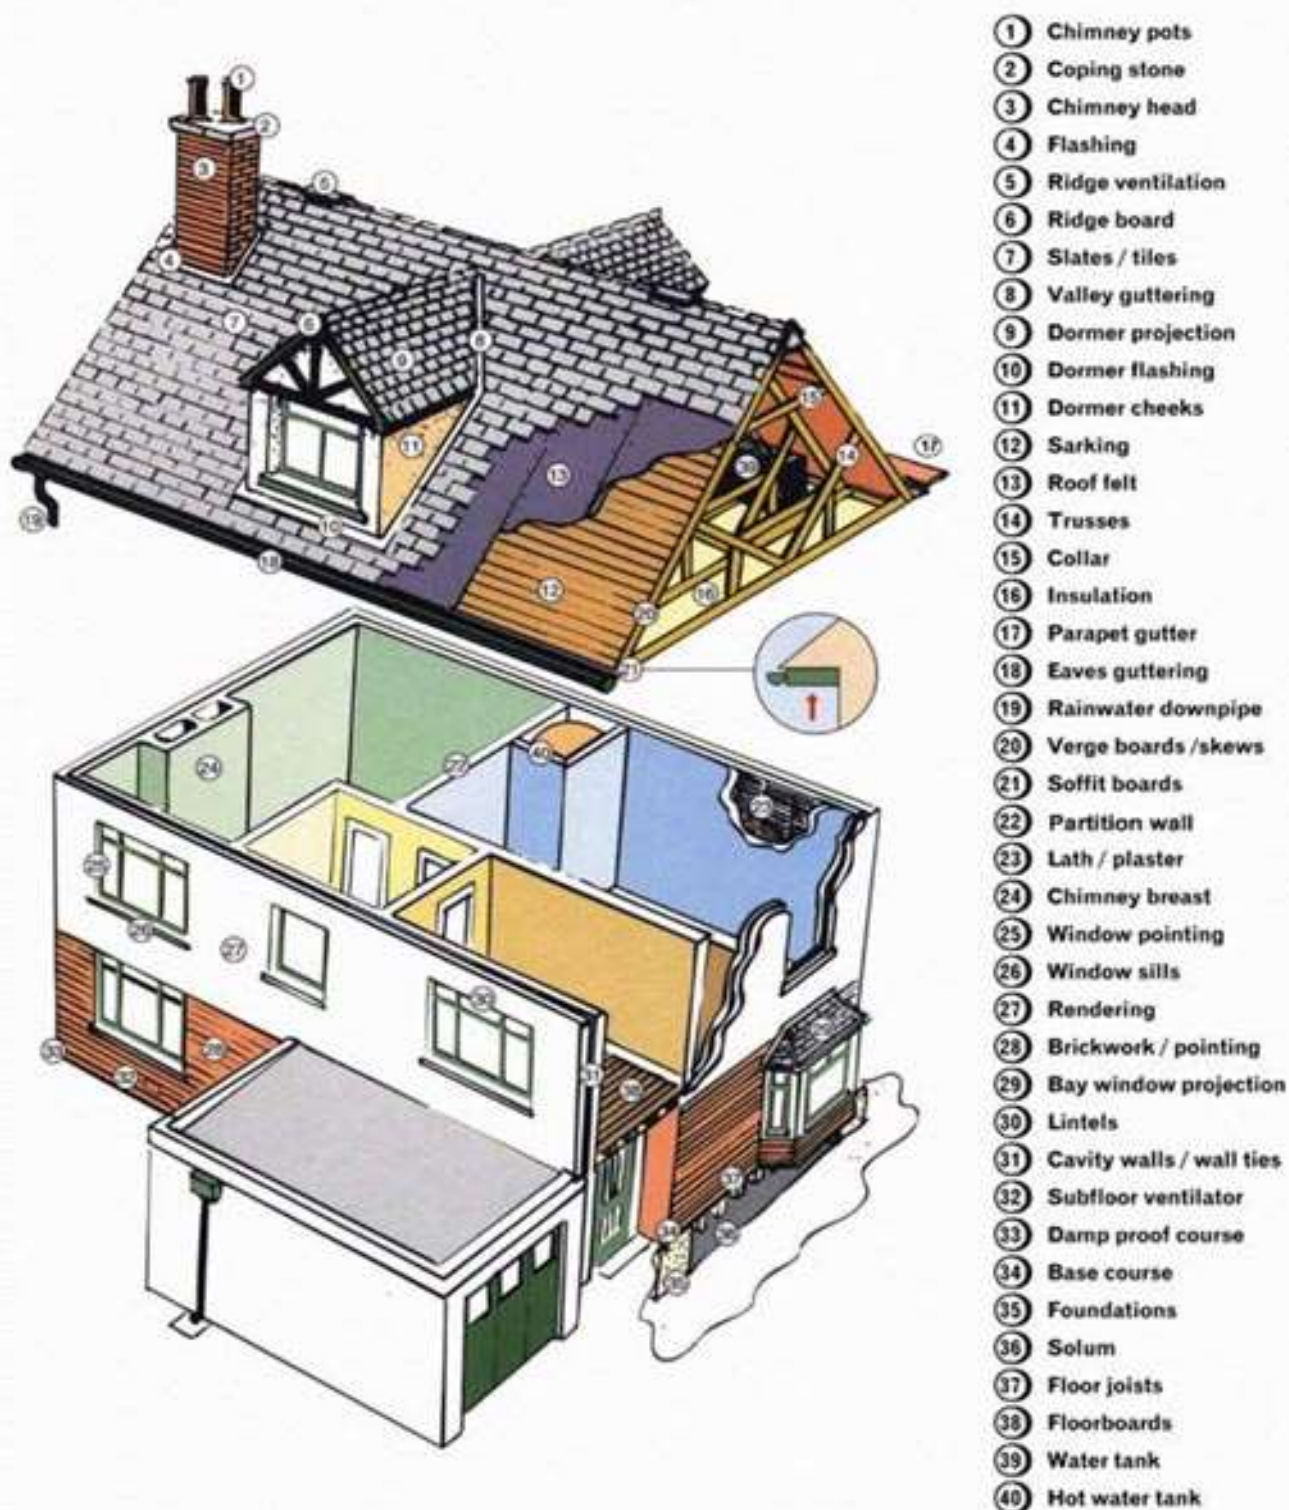 1 Chimney pots
2 Coping stone
3 Chimney head
4 Flashing
5 Ridge ventilation
6 Ridge board
7 Slates / tiles
8 Valley guttering
9 Dormer projection
10 Dormer flashing
11 Dormer cheeks
12 Sarking
13 Roof felt
14 Trusses
15 Collar
16 Insulation
17 Parapet gutter
18 Eaves guttering
19 Rainwater downpipe
20 Verge boards /skews
21 Soffit boards
22 Partition wall
23 Lath / plaster
24 Chimney breast
25 Window pointing
26 Window sills
27 Rendering
28 Brickwork / pointing
29 Bay window projection
30 Lintels
31 Cavity walls / wall ties
32 Subfloor ventilator
33 Damp proof course
34 Base course
35 Foundations
36 Solum
37 Floor joists
38 Floorboards
39 Water tank
40 Hot water tank